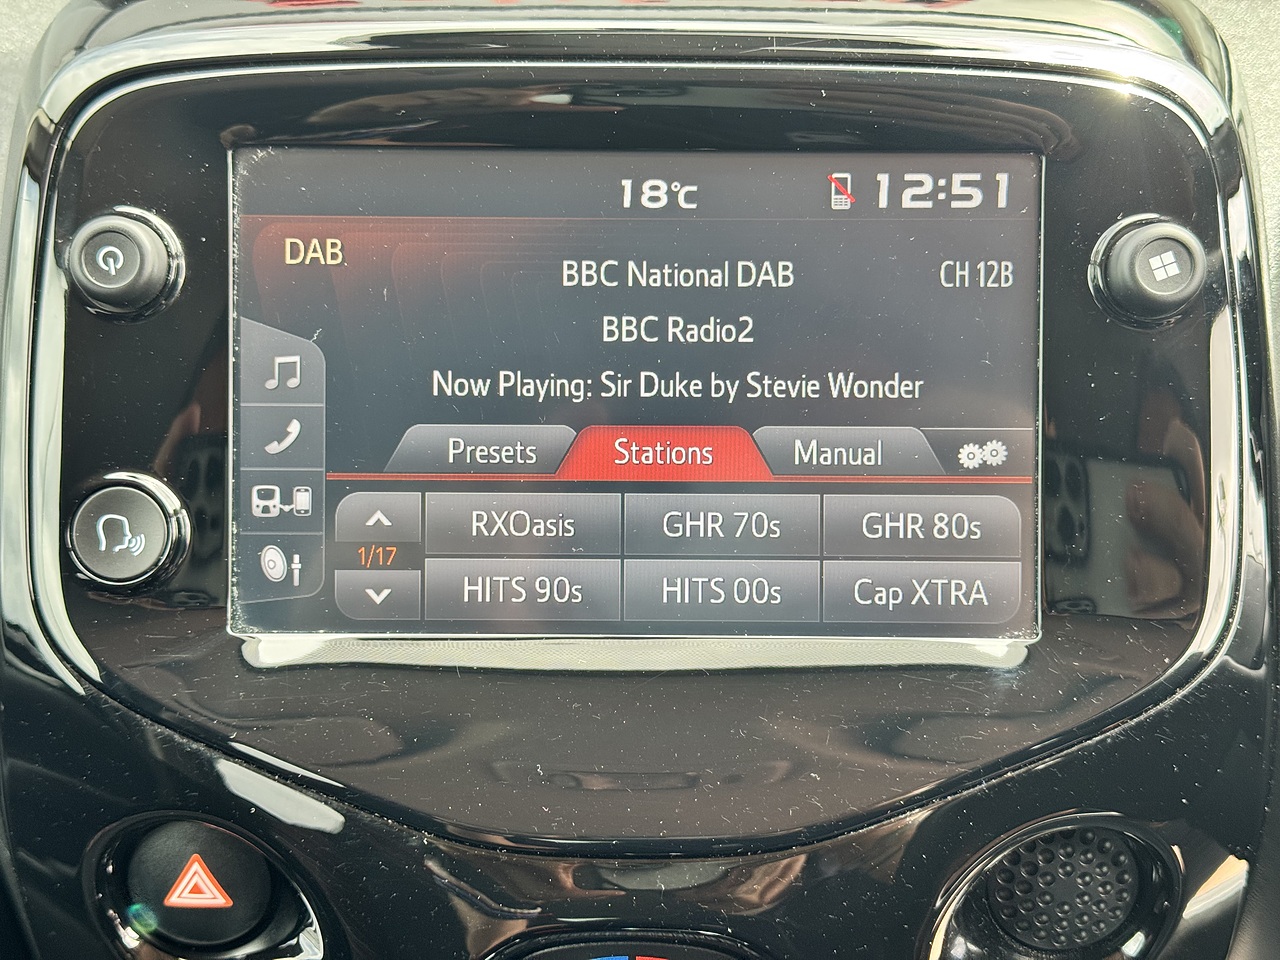 18°C 12:51
DAB
BBC National DAB CH 12B
BBC Radio2
Now Playing: Sir Duke by Stevie Wonder
Presets Stations Manual
RXOasis GHR 70s GHR 80s
1/17
HITS 90s HITS 00s Cap XTRA